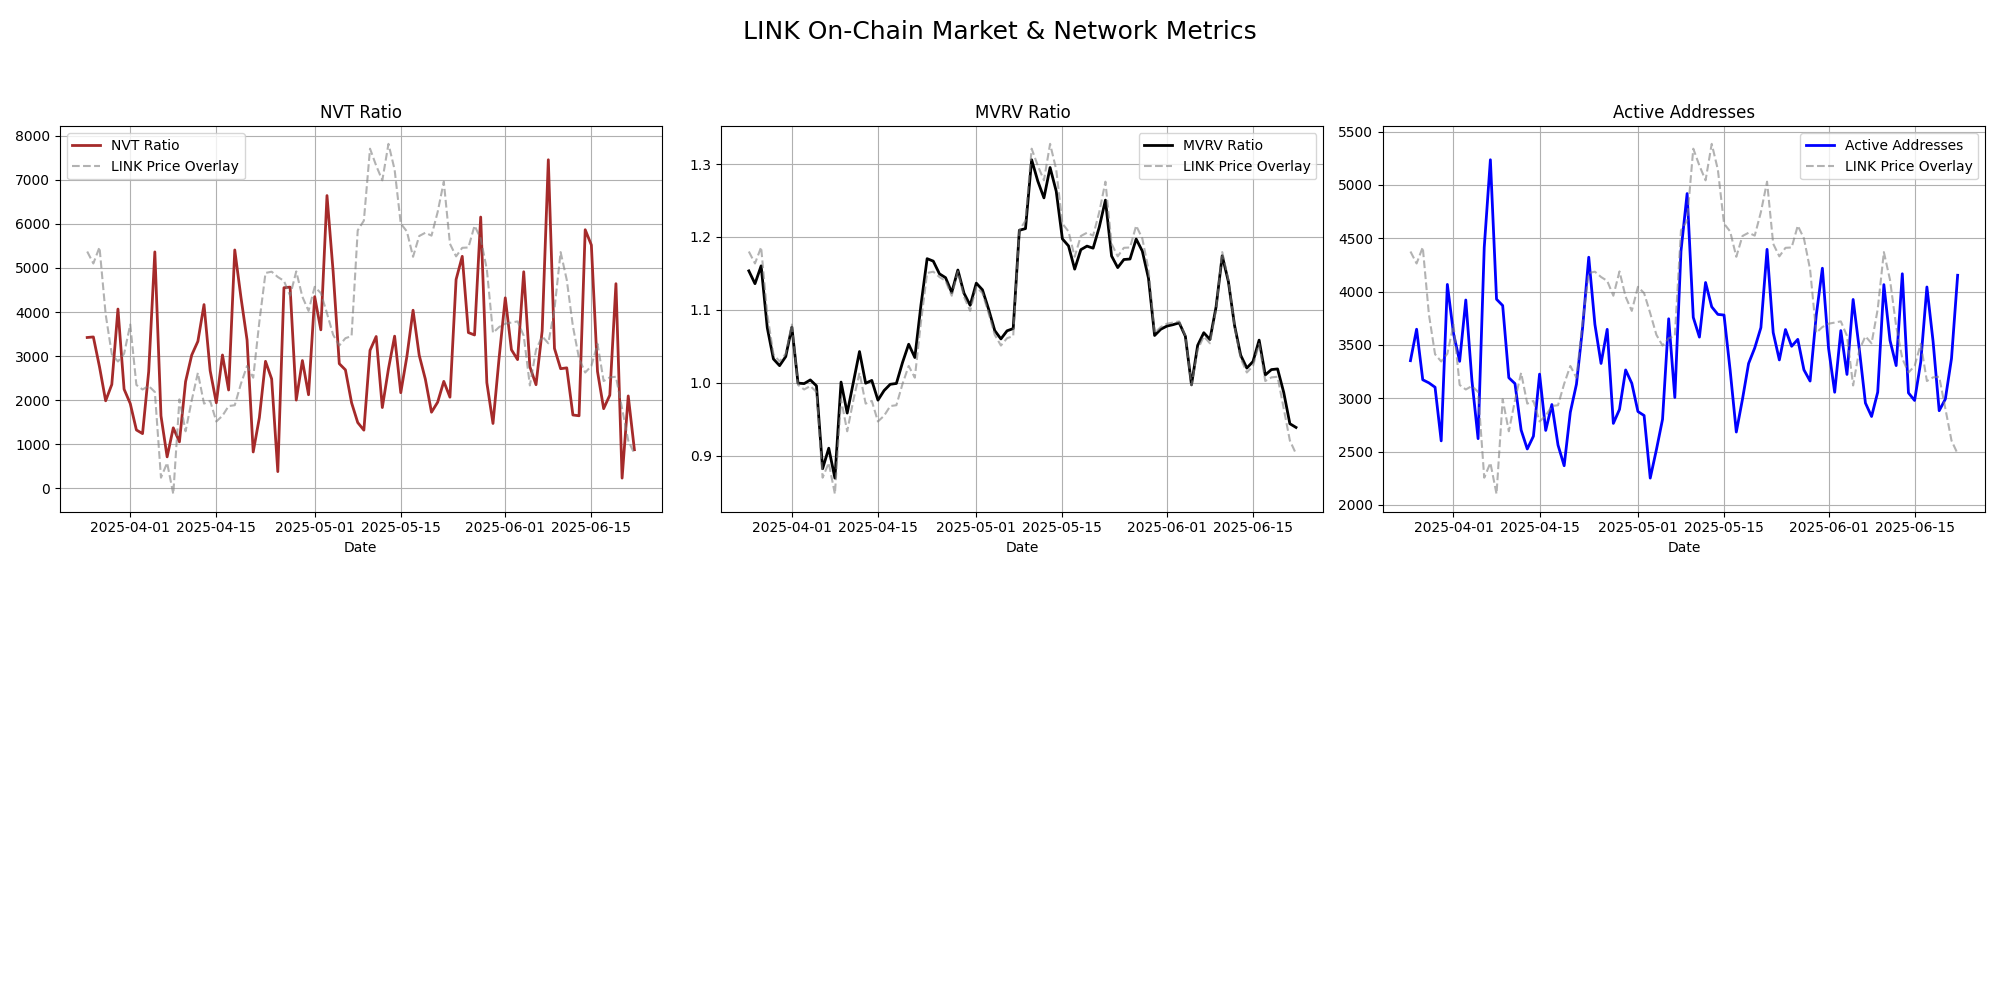 LINK On-Chain Market & Network Metrics
NVT Ratio
NVT Ratio
LINK Price Overlay
8000
7000
6000
5000
4000
3000
2000
1000
0
2025-04-01 2025-04-15 2025-05-01 2025-05-15 2025-06-01 2025-06-15
Date
MVRV Ratio
MVRV Ratio
LINK Price Overlay
1.3
1.2
1.1
1.0
0.9
2025-04-01 2025-04-15 2025-05-01 2025-05-15 2025-06-01 2025-06-15
Date
Active Addresses
Active Addresses
LINK Price Overlay
5500
5000
4500
4000
3500
3000
2500
2000
2025-04-01 2025-04-15 2025-05-01 2025-05-15 2025-06-01 2025-06-15
Date